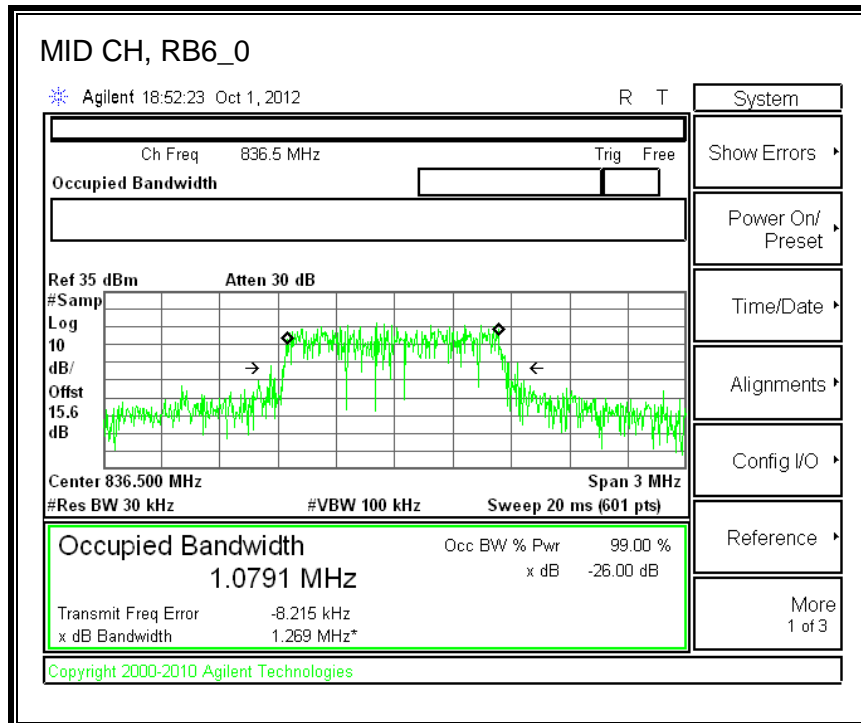 MID CH, RB6_0
Agilent 18:52:23 Oct 1, 2012 R T
Ch Freq 836.5 MHz Trig Free
Occupied Bandwidth
Ref 35 dBm Atten 30 dB
#Samp
Log
10
dB/
Offst
15.6
dB
Center 836.500 MHz Span 3 MHz
#Res BW 30 kHz #VBW 100 kHz Sweep 20 ms (601 pts)
Occupied Bandwidth Occ BW % Pwr 99.00 %
1.0791 MHz x dB -26.00 dB
Transmit Freq Error -8.215 kHz
x dB Bandwidth 1.269 MHz*
Copyright 2000-2010 Agilent Technologies
System
Show Errors
Power On/
Preset
Time/Date
Alignments
Config I/O
Reference
More
1 of 3